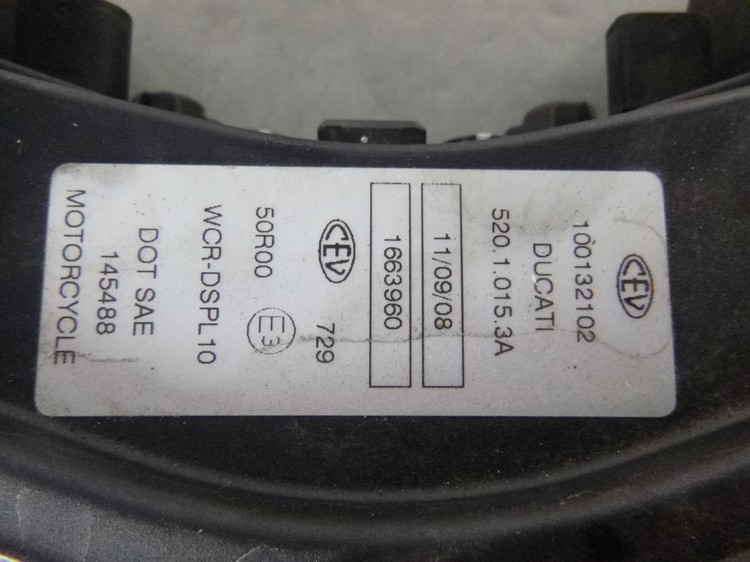 CEV
100132102
DUCATI
520.1.015.3A
11/09/08
1663960
CEV 729
50R00 E3
WCR-DSPL10
DOT SAE
145488
MOTORCYCLE